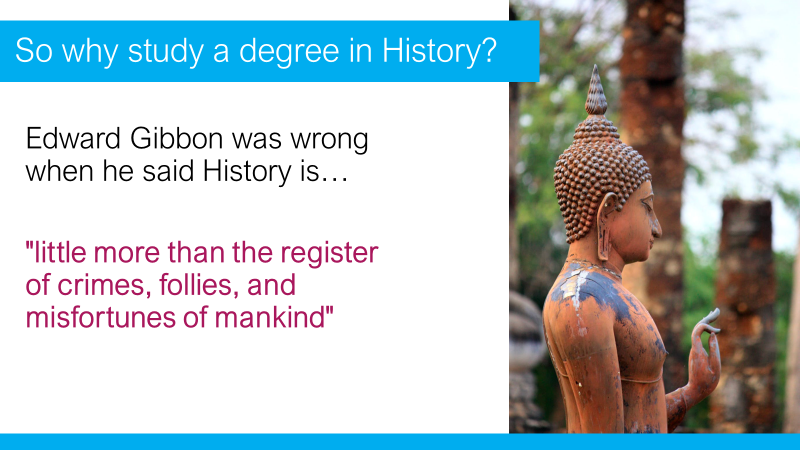 So why study a degree in History?
Edward Gibbon was wrong
when he said History is…
"little more than the register
of crimes, follies, and
misfortunes of mankind"